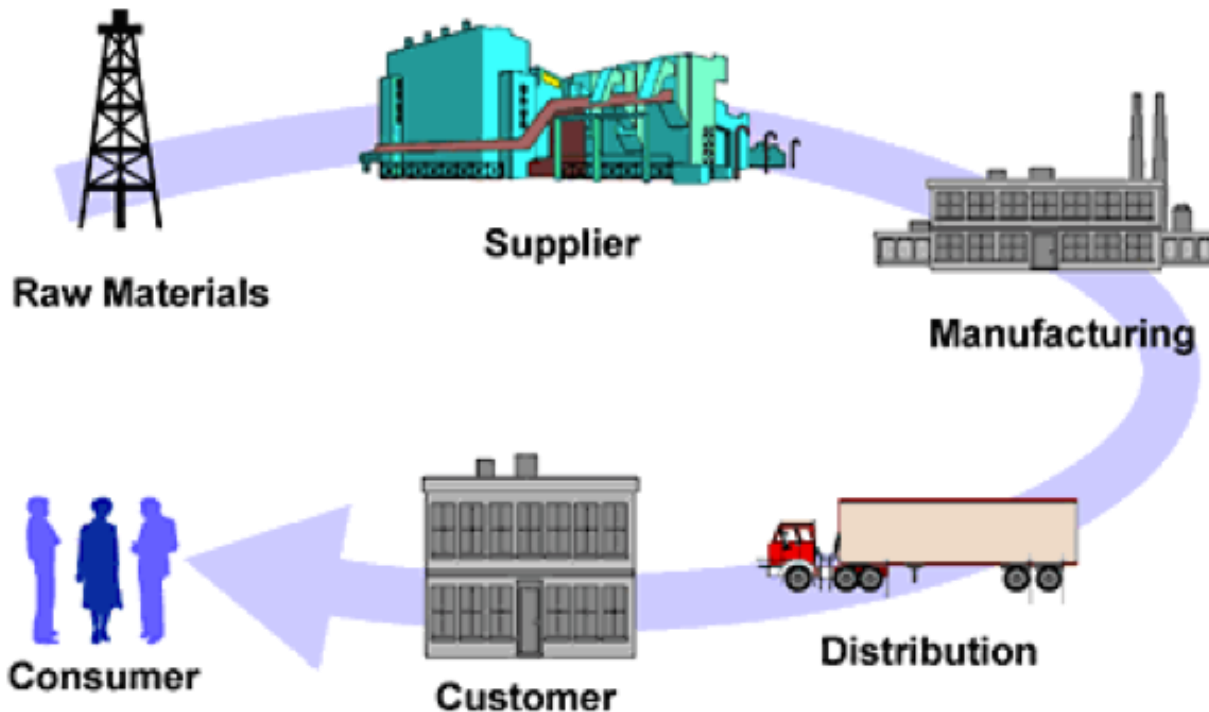 Raw Materials
Supplier
Manufacturing
Distribution
Customer
Consumer